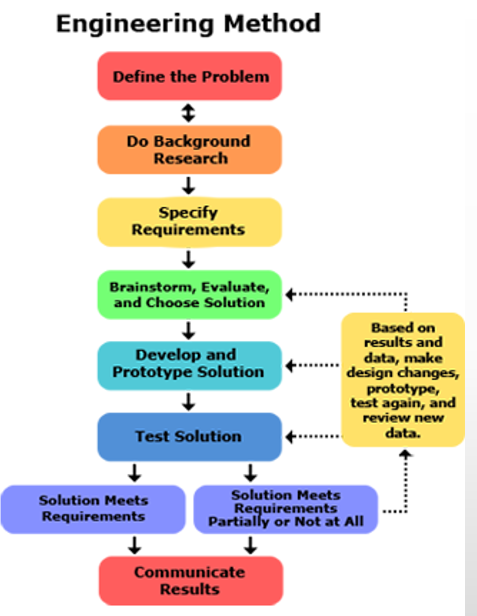 Engineering Method
Define the Problem
Do Background
Research
Specify
Requirements
Brainstorm, Evaluate,
and Choose Solution
Based on
results and
data, make
design changes,
prototype,
test again, and
review new
data.
Develop and
Prototype Solution
Test Solution
Solution Meets
Requirements
Solution Meets
Requirements
Partially or Not at All
Communicate
Results